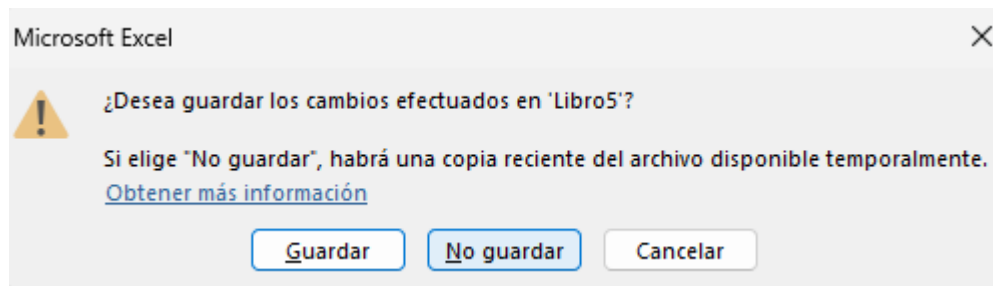 Microsoft Excel
¿Desea guardar los cambios efectuados en 'Libro5'?
Si elige "No guardar", habrá una copia reciente del archivo disponible temporalmente.
Obtener más información
Guardar No guardar Cancelar